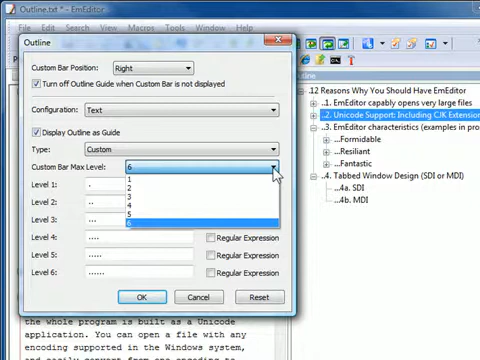 Outline.txt * - EmEditor
File Edit Search View Macros Tools Window Help
Outline
Custom Bar Position: Right
Turn off Outline Guide when Custom Bar is not displayed
Configuration: Text
Display Outline as Guide
Type: Custom
Custom Bar Max Level: 6
1
2
3
4
5
6
Level 1: .
Level 2: ..
Level 3:
Level 4: .... Regular Expression
Level 5: ..... Regular Expression
Level 6: ...... Regular Expression
OK Cancel Reset
.12 Reasons Why You Should Have EmEditor
..1. EmEditor capably opens very large files
..2. Unicode Support: Including CJK Extension
..3. EmEditor characteristics (examples in pro
...Formidable
...Resilient
...Fantastic
..4. Tabbed Window Design (SDI or MDI)
...4a. SDI
...4b. MDI
the whole program is built as a Unicode
application. You can open a file with any
encoding supported in the Windows system,